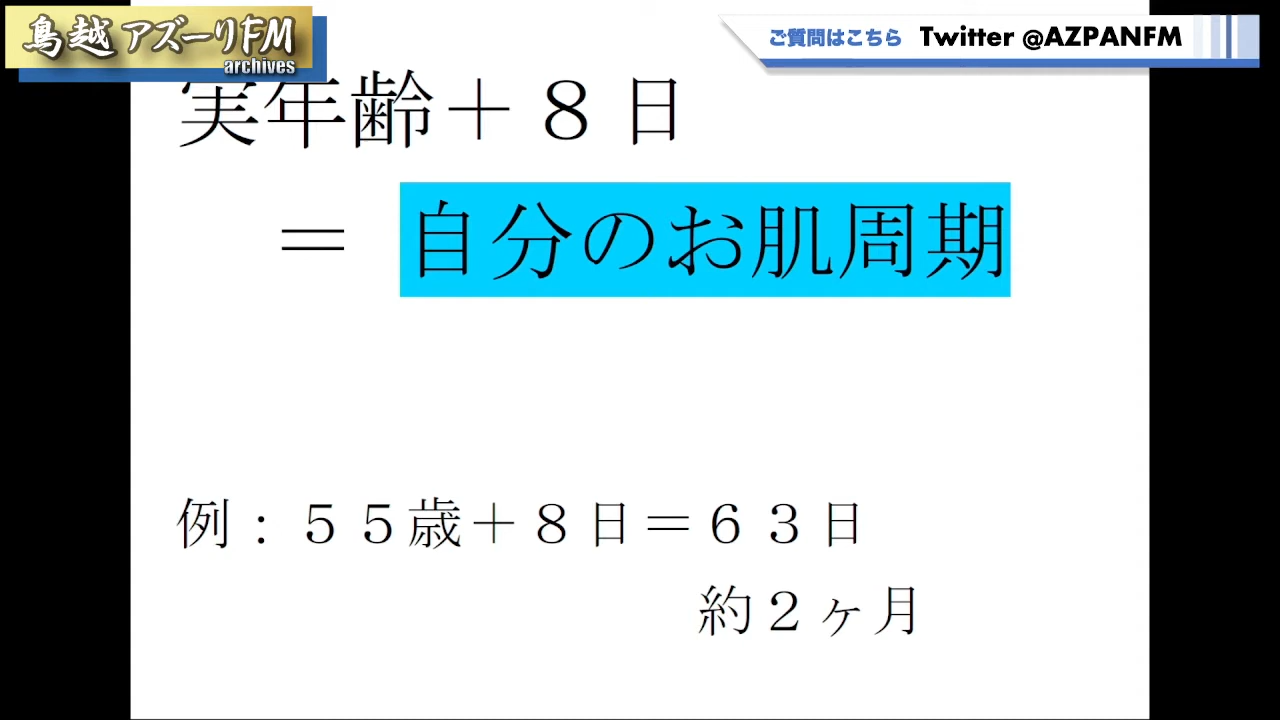 鳥越 アズーリFM
archives
ご質問はこちら Twitter @AZPANFM
実年齢＋８日
＝ 自分のお肌周期
例：５５歳＋８日＝６３日
約２ヶ月